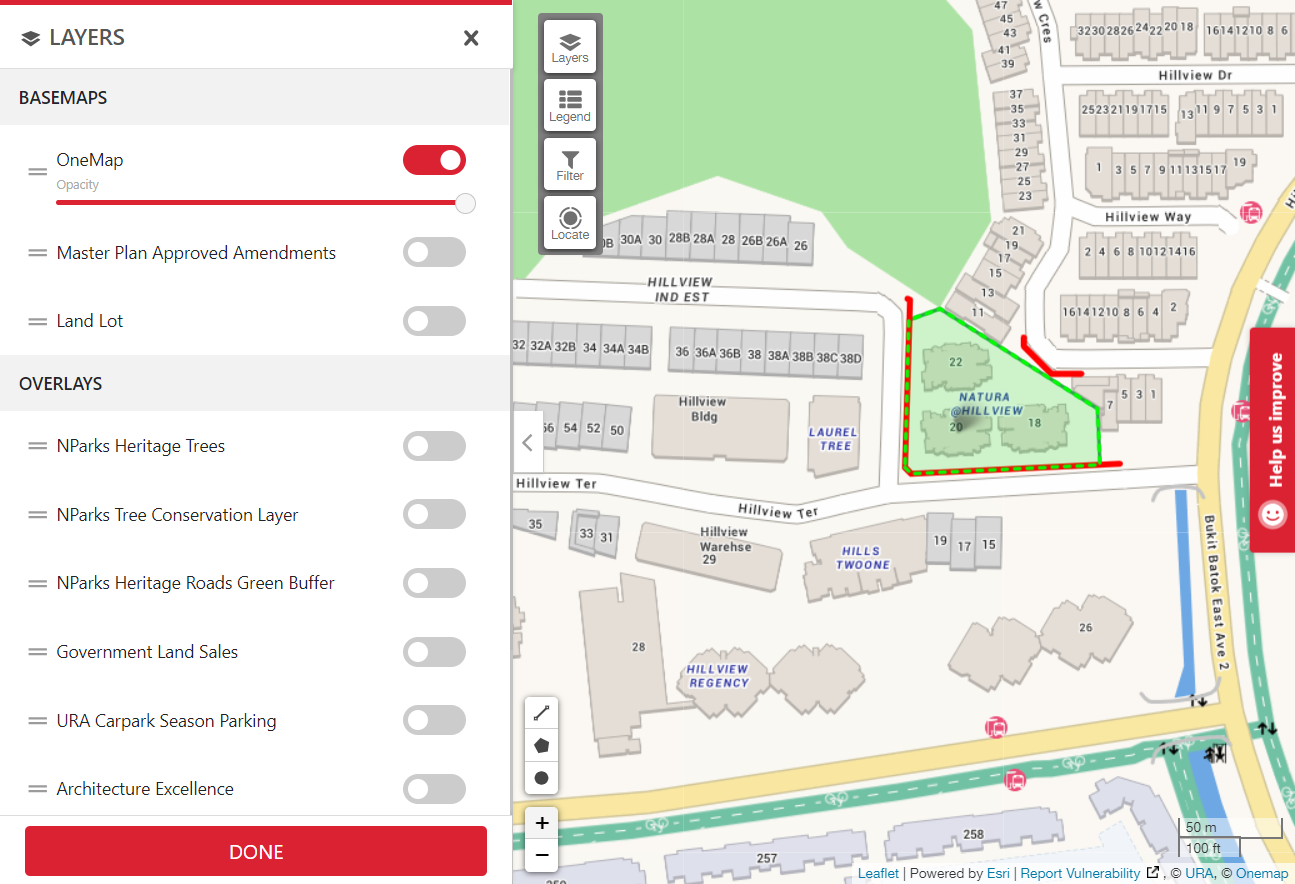 LAYERS
BASEMAPS
OneMap
Opacity
Master Plan Approved Amendments
Land Lot
OVERLAYS
NParks Heritage Trees
NParks Tree Conservation Layer
NParks Heritage Roads Green Buffer
Government Land Sales
URA Carpark Season Parking
Architecture Excellence
DONE
Layers
Legend
Filter
Locate
47
45
43
41
39
w Cres
32 30 28 26 24 22 20 18
16 14 12 10 8 6
Hillview Dr
37
35
33
31
29
27
25
23
25 23 21 19 17 15
13 11 9 7 5 3 1
1 3 5 7 9 11 13 15 17 19
Hillview Way
21
19
17
15
13
11
2 4 6 8 10 12 14 16
16 14 12 10 8 6 4 2
0B 30A 30 28B 28A 28 26B 26A 26
HILLVIEW
IND EST
32 32A 32B 34 34A 34B
36 36A 36B 38 38A 38B 38C 38D
22
NATURA
@HILLVIEW
20
18
7 5 3 1
Hillview
Bldg
LAUREL
TREE
56 54 52 50
Hillview Ter
Hillview Ter
35
33 31
Hillview
Warehse
29
HILLS
TWOONE
19 17 15
Bukit Batok East Ave 2
28
HILLVIEW
REGENCY
26
257
258
Help us improve
+
−
50 m
100 ft
Leaflet | Powered by Esri | Report Vulnerability , © URA, © Onemap